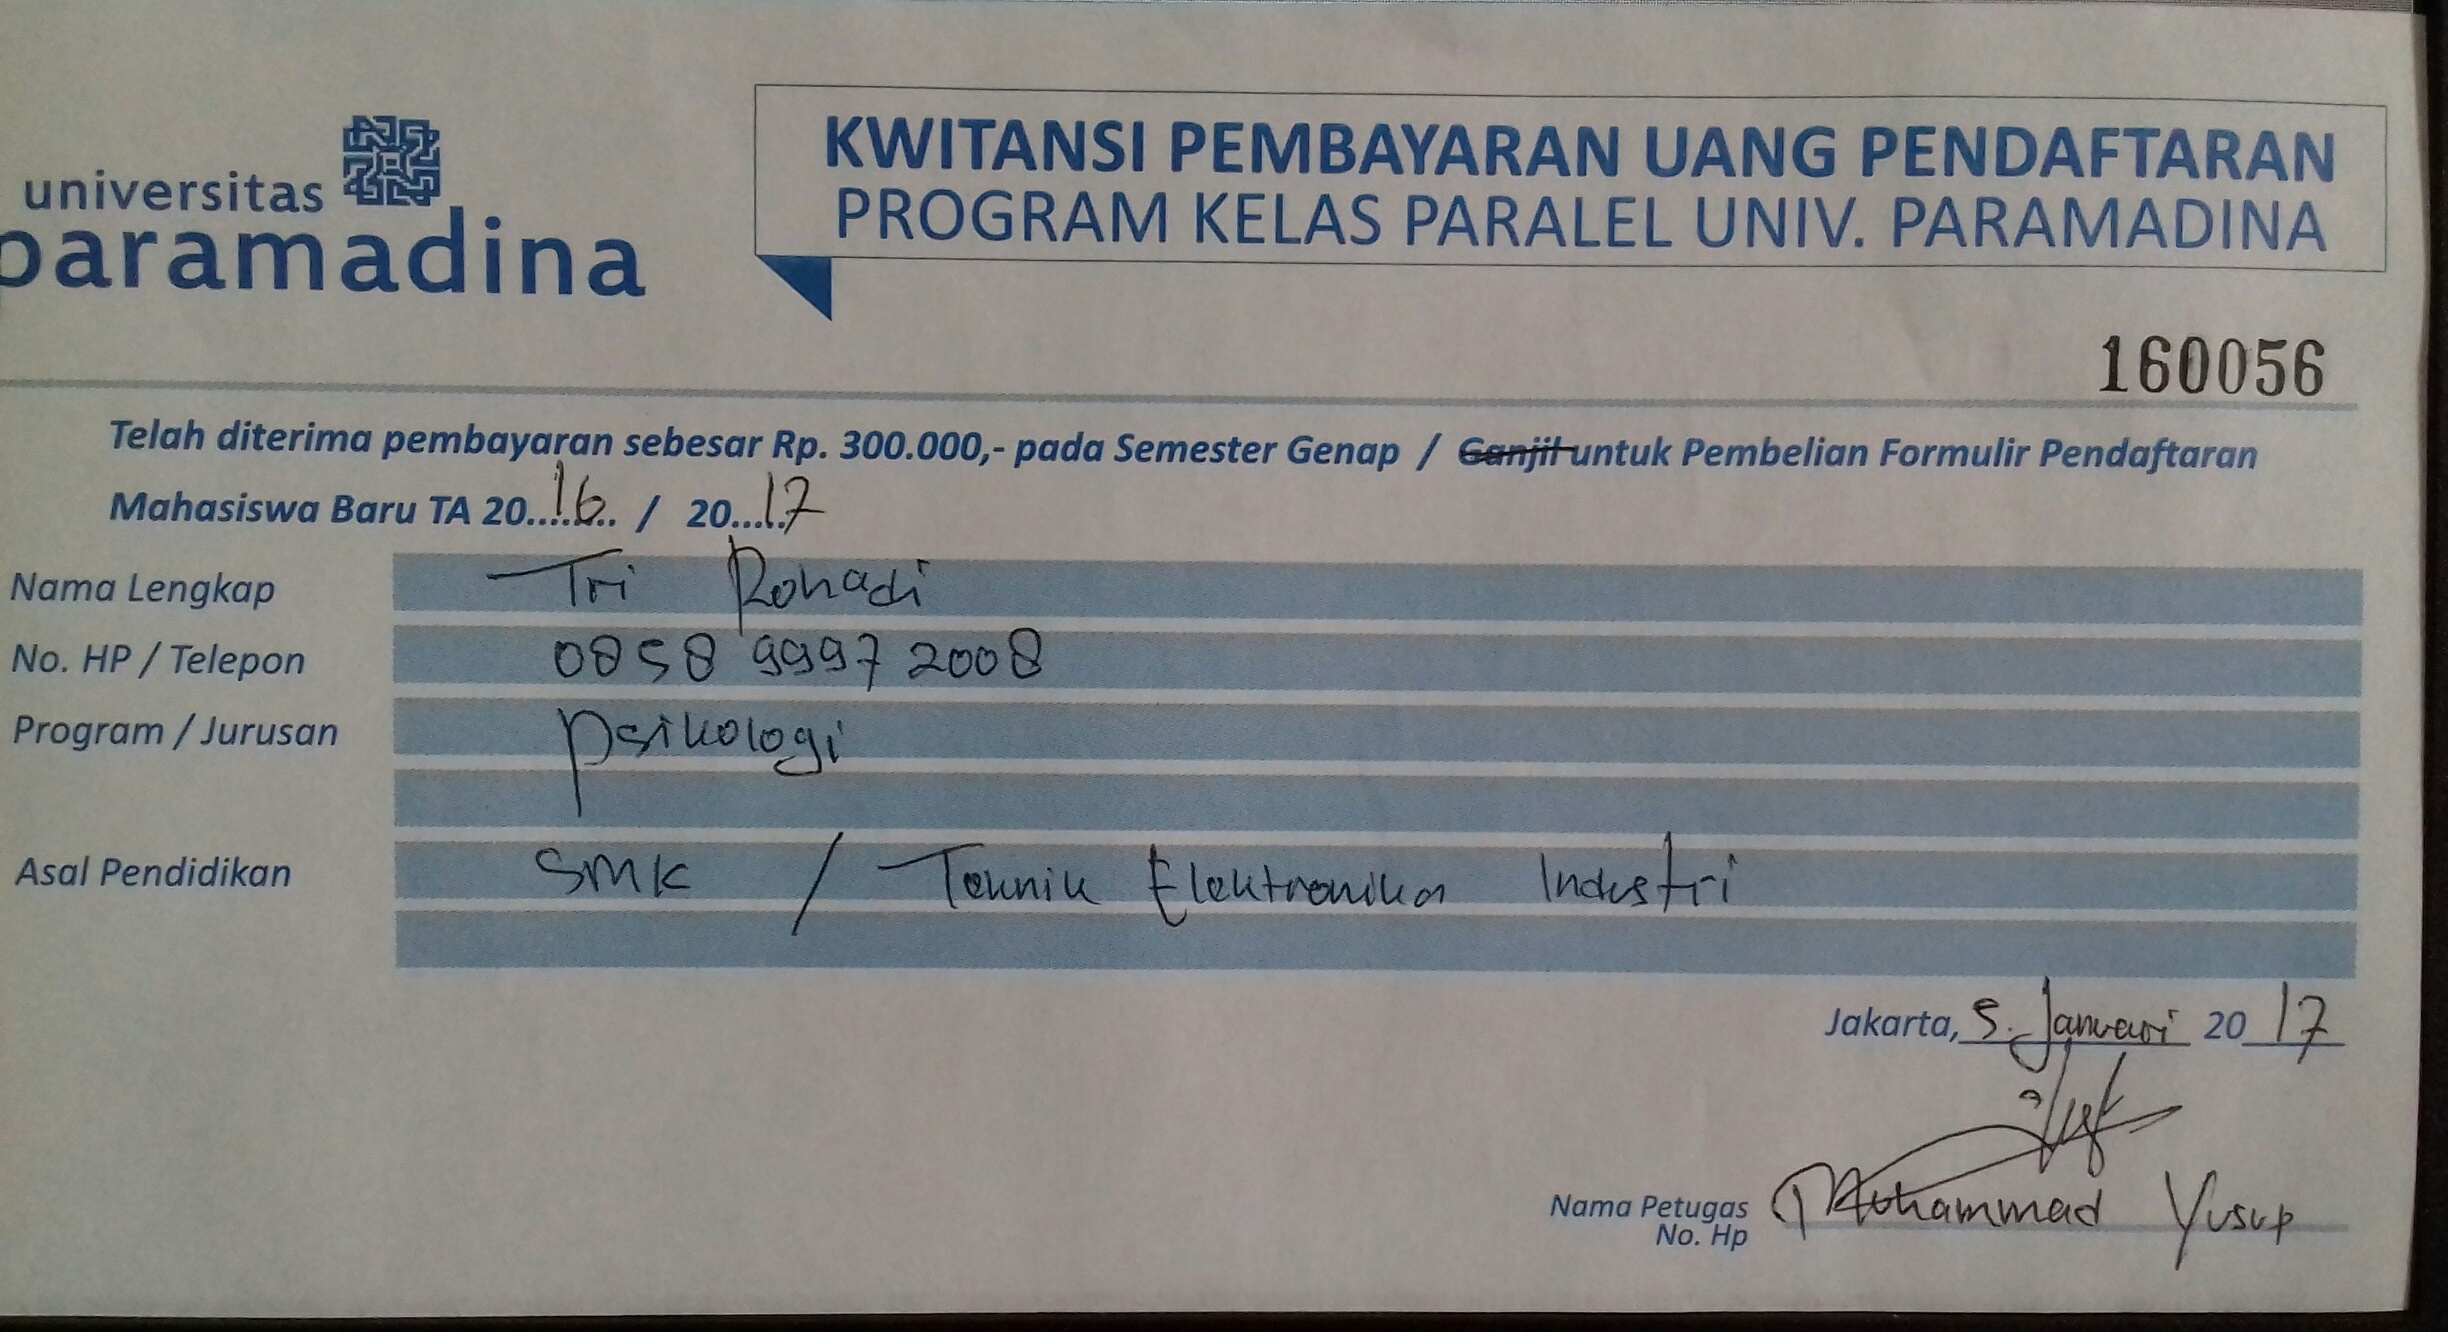 universitas
paramadina
KWITANSI PEMBAYARAN UANG PENDAFTARAN
PROGRAM KELAS PARALEL UNIV. PARAMADINA
160056
Telah diterima pembayaran sebesar Rp. 300.000,- pada Semester Genap / Ganjil untuk Pembelian Formulir Pendaftaran
Mahasiswa Baru TA 20...16... / 20...17
Nama Lengkap Tri Rohadi
No. HP / Telepon 0858 9997 2008
Program / Jurusan Psikologi
Asal Pendidikan SMK / Teknik Elektronika Industri
Jakarta, 5 Januari 20 17
Nama Petugas Muhammad Yusup
No. Hp